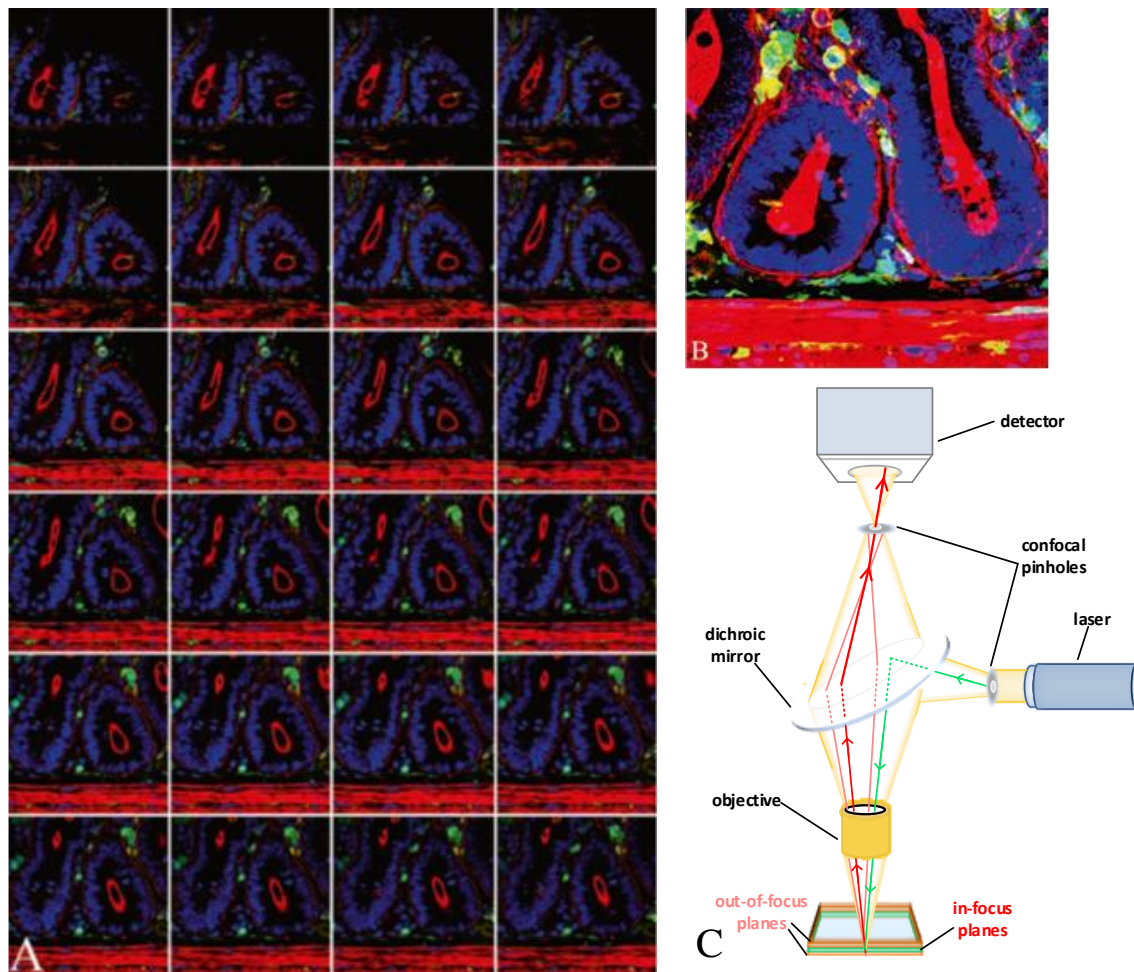 A
B
detector
confocal
pinholes
laser
dichroic
mirror
objective
out-of-focus
planes
in-focus
planes
C